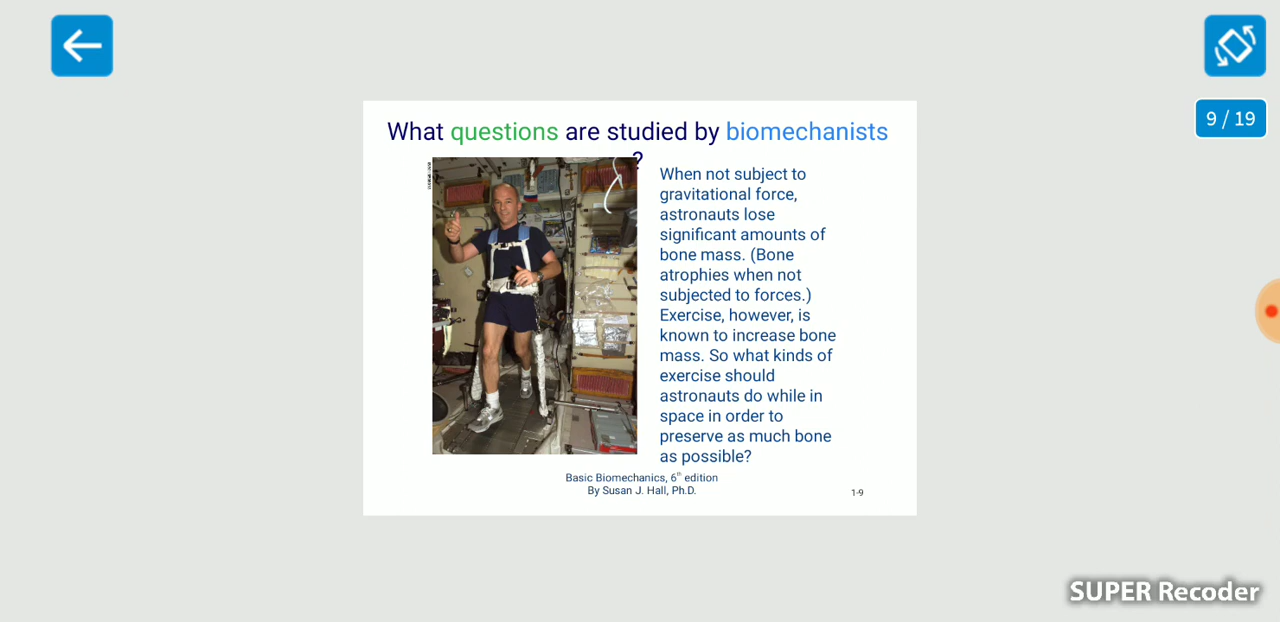 9 / 19
What questions are studied by biomechanists
?
When not subject to
gravitational force,
astronauts lose
significant amounts of
bone mass. (Bone
atrophies when not
subjected to forces.)
Exercise, however, is
known to increase bone
mass. So what kinds of
exercise should
astronauts do while in
space in order to
preserve as much bone
as possible?
Basic Biomechanics, 6th edition
By Susan J. Hall, Ph.D.
1-9
SUPER Recoder